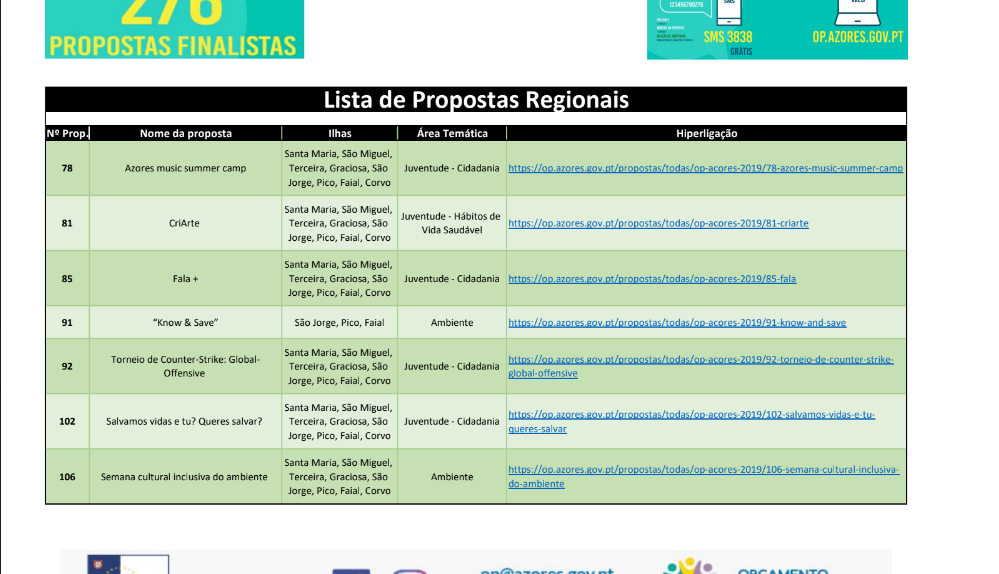 276
PROPOSTAS FINALISTAS
123456789276
SMS
WEB
SMS 3838
GRÁTIS
OP.AZORES.GOV.PT
Lista de Propostas Regionais
Nº Prop. Nome da proposta Ilhas Área Temática Hiperligação
78 Azores music summer camp Santa Maria, São Miguel, Terceira, Graciosa, São Jorge, Pico, Faial, Corvo Juventude - Cidadania https://op.azores.gov.pt/propostas/todas/op-acores-2019/78-azores-music-summer-camp
81 CriArte Santa Maria, São Miguel, Terceira, Graciosa, São Jorge, Pico, Faial, Corvo Juventude - Hábitos de Vida Saudável https://op.azores.gov.pt/propostas/todas/op-acores-2019/81-criarte
85 Fala + Santa Maria, São Miguel, Terceira, Graciosa, São Jorge, Pico, Faial, Corvo Juventude - Cidadania https://op.azores.gov.pt/propostas/todas/op-acores-2019/85-fala
91 “Know & Save” São Jorge, Pico, Faial Ambiente https://op.azores.gov.pt/propostas/todas/op-acores-2019/91-know-and-save
92 Torneio de Counter-Strike: Global-Offensive Santa Maria, São Miguel, Terceira, Graciosa, São Jorge, Pico, Faial, Corvo Juventude - Cidadania https://op.azores.gov.pt/propostas/todas/op-acores-2019/92-torneio-de-counter-strike-global-offensive
102 Salvamos vidas e tu? Queres salvar? Santa Maria, São Miguel, Terceira, Graciosa, São Jorge, Pico, Faial, Corvo Juventude - Cidadania https://op.azores.gov.pt/propostas/todas/op-acores-2019/102-salvamos-vidas-e-tu-queres-salvar
106 Semana cultural inclusiva do ambiente Santa Maria, São Miguel, Terceira, Graciosa, São Jorge, Pico, Faial, Corvo Ambiente https://op.azores.gov.pt/propostas/todas/op-acores-2019/106-semana-cultural-inclusiva-do-ambiente
op@azores.gov.pt
ORÇAMENTO